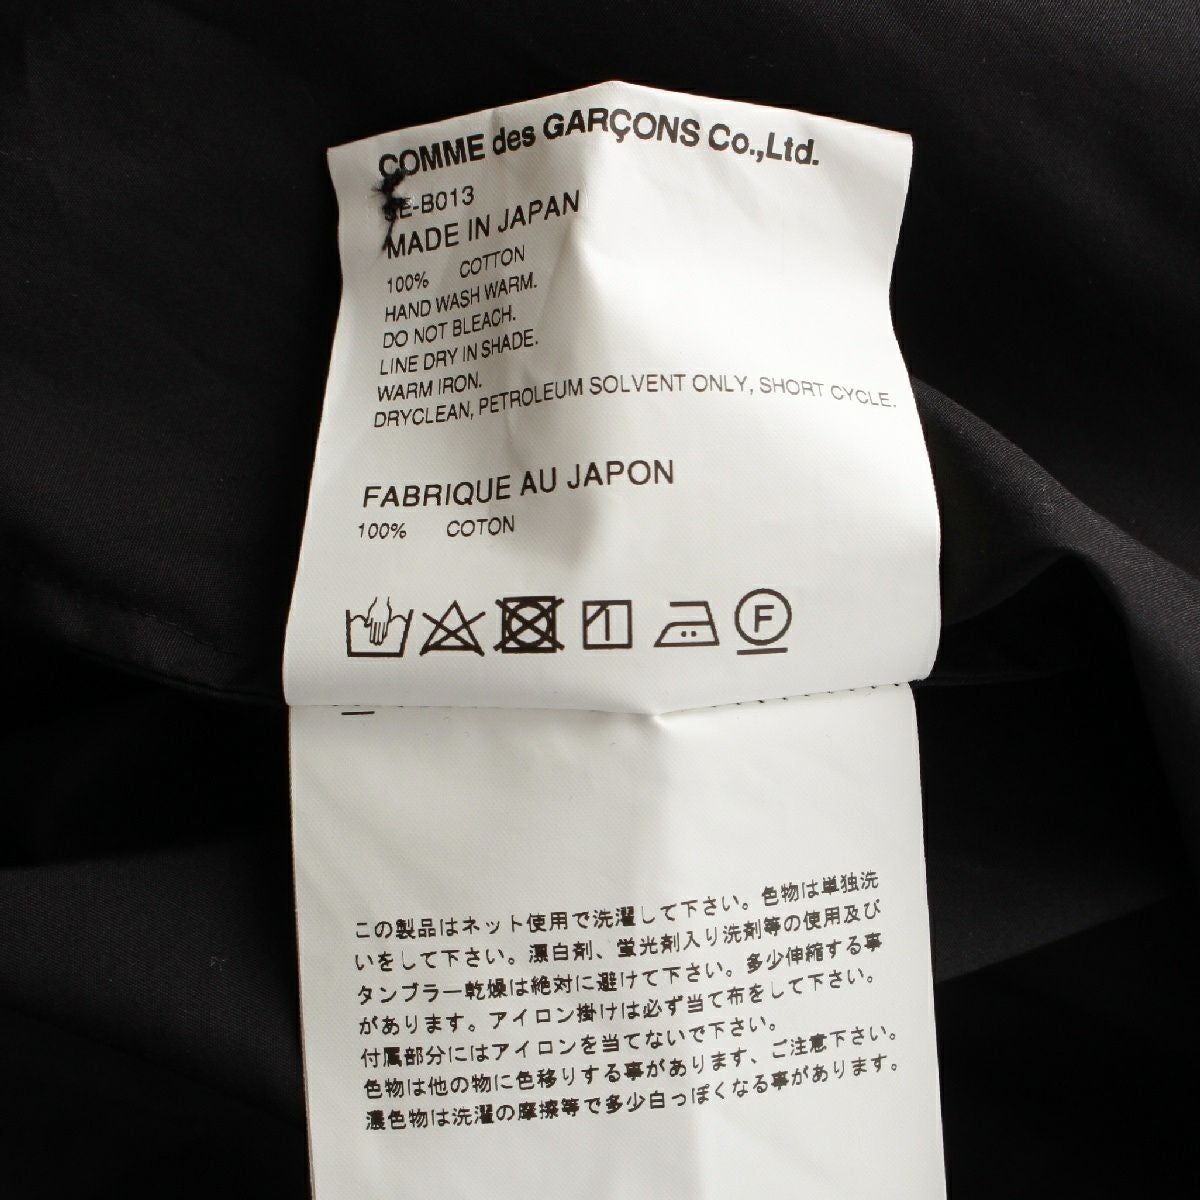 COMME des GARÇONS Co.,Ltd.
-B013
MADE IN JAPAN
100% COTTON
HAND WASH WARM.
DO NOT BLEACH.
LINE DRY IN SHADE.
WARM IRON.
DRYCLEAN, PETROLEUM SOLVENT ONLY, SHORT CYCLE.
FABRIQUE AU JAPON
100% COTON
F
この製品はネット使用で洗濯して下さい。色物は単独洗
いをして下さい。漂白剤、蛍光剤入り洗剤等の使用及び
タンブラー乾燥は絶対に避けて下さい。多少伸縮する事
があります。アイロン掛けは必ず当て布をして下さい。
付属部分にはアイロンを当てないで下さい。
色物は他の物に色移りする事があります、ご注意下さい。
濃色物は洗濯の摩擦等で多少白っぽくなる事があります。